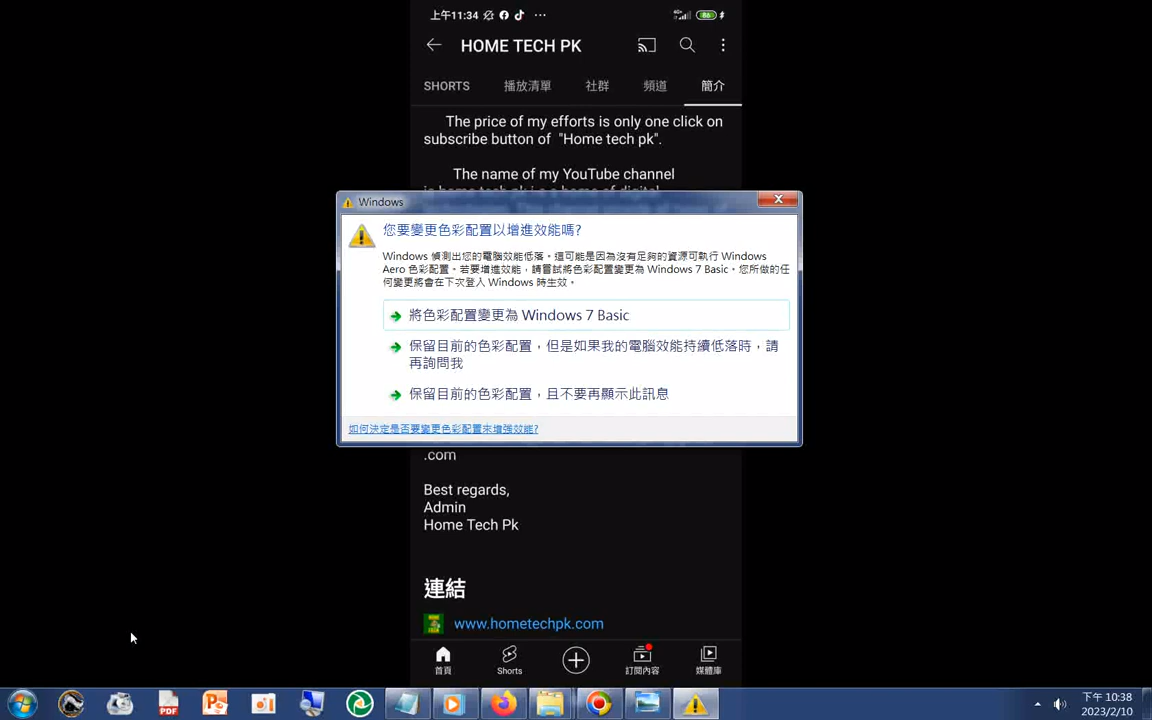 上午11:34
86
HOME TECH PK
SHORTS 播放清單 社群 頻道 簡介
The price of my efforts is only one click on
subscribe button of "Home tech pk".
The name of my YouTube channel
is home tech pk i.e a home of digital
Windows
您要變更色彩配置以增進效能嗎?
Windows 偵測出您的電腦效能低落。這可能是因為沒有足夠的資源可執行 Windows
Aero 色彩配置。若要增進效能，請嘗試將色彩配置變更為 Windows 7 Basic。您所做的任
何變更將會在下次登入 Windows 時生效。
將色彩配置變更為 Windows 7 Basic
保留目前的色彩配置，但是如果我的電腦效能持續低落時，請
再詢問我
保留目前的色彩配置，且不要再顯示此訊息
如何決定是否要變更色彩配置來增強效能?
.com
Best regards,
Admin
Home Tech Pk
連結
www.hometechpk.com
首頁 Shorts 訂閱內容 媒體庫
PDF
下午 10:38
2023/2/10